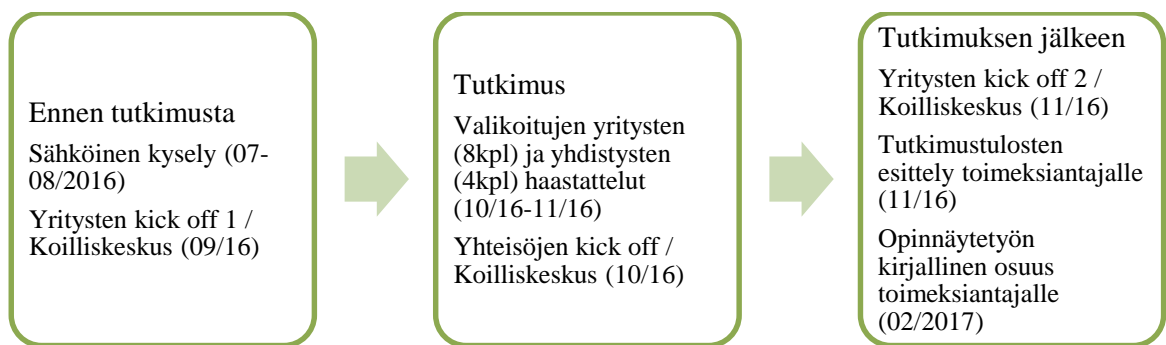 Ennen tutkimusta
Sähköinen kysely (07-
08/2016)
Yritysten kick off 1 /
Koilliskeskus (09/16)
Tutkimus
Valikoitujen yritysten
(8kpl) ja yhdistysten
(4kpl) haastattelut
(10/16-11/16)
Yhteisöjen kick off /
Koilliskeskus (10/16)
Tutkimuksen jälkeen
Yritysten kick off 2 /
Koilliskeskus (11/16)
Tutkimustulosten
esittely toimeksiantajalle
(11/16)
Opinnäytetyön
kirjallinen osuus
toimeksiantajalle
(02/2017)